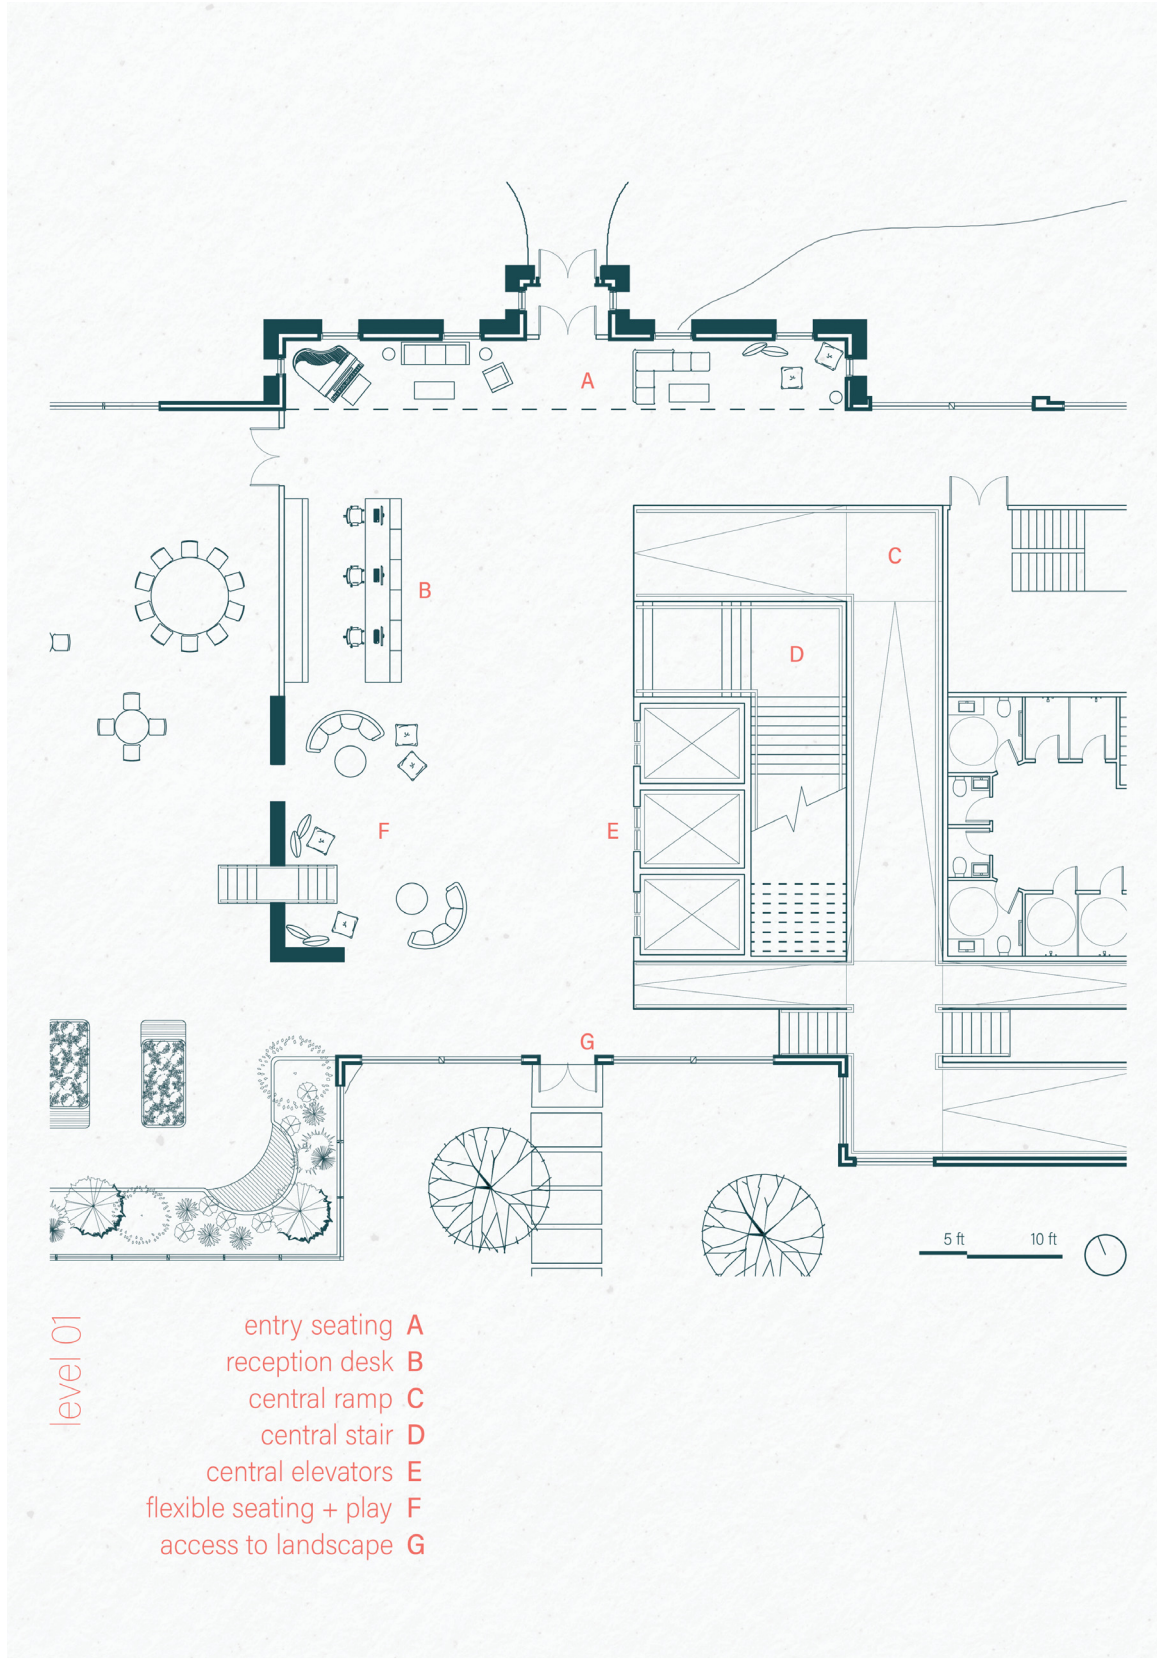 A
C
B
D
F
E
G
5 ft 10 ft
level 01
entry seating A
reception desk B
central ramp C
central stair D
central elevators E
flexible seating + play F
access to landscape G